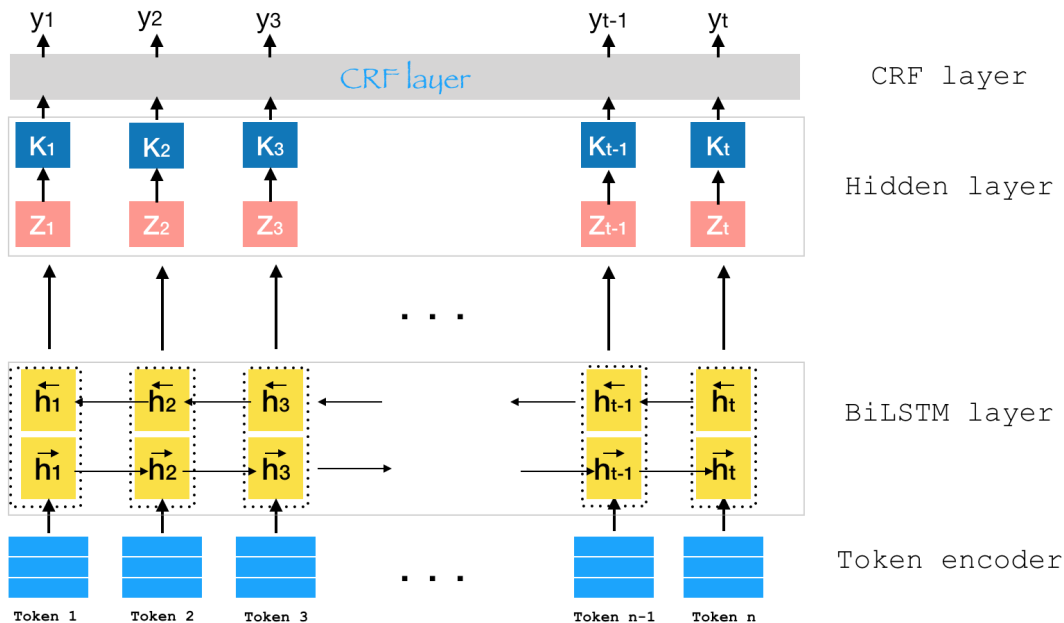 y1 y2 y3 yt-1 yt
CRF layer
CRF layer
K1 K2 K3 Kt-1 Kt
Hidden layer
Z1 Z2 Z3 Zt-1 Zt
. . .
h1 h2 h3 ht-1 ht
BiLSTM layer
h1 h2 h3 ht-1 ht
Token encoder
. . .
Token 1 Token 2 Token 3 Token n-1 Token n